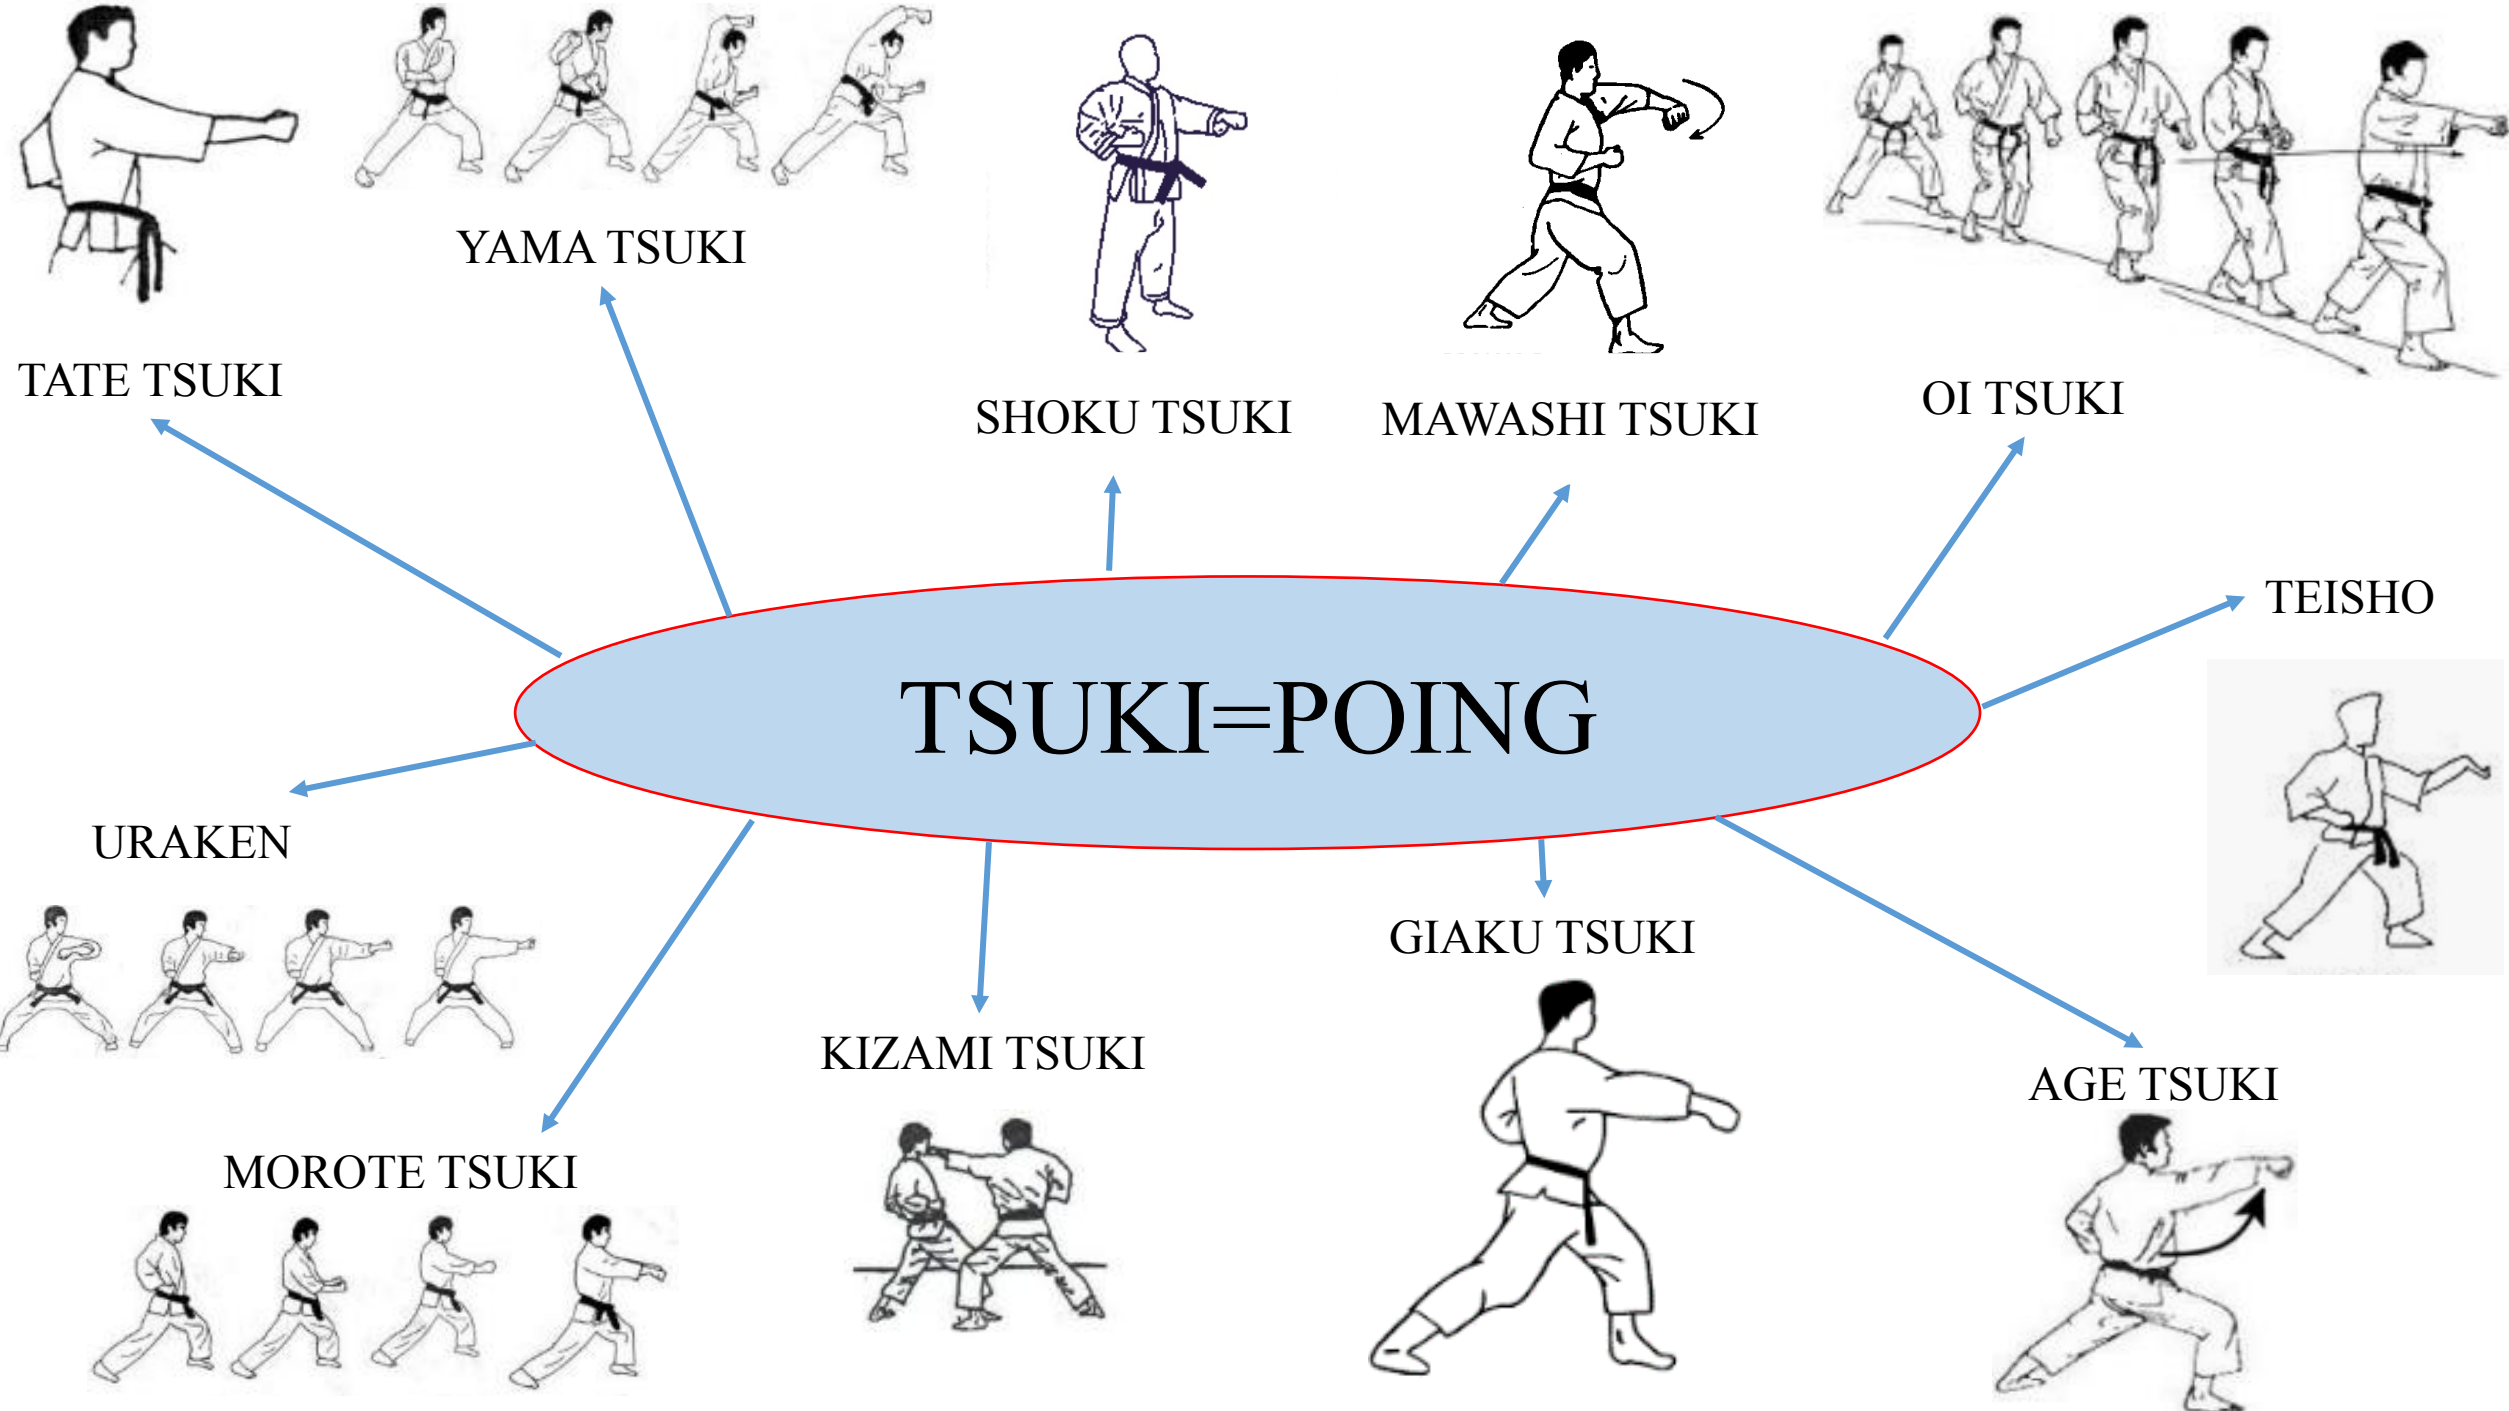 YAMA TSUKI
TATE TSUKI
SHOKU TSUKI
MAWASHI TSUKI
OI TSUKI
TEISHO
TSUKI=POING
URAKEN
GIAKU TSUKI
KIZAMI TSUKI
AGE TSUKI
MOROTE TSUKI